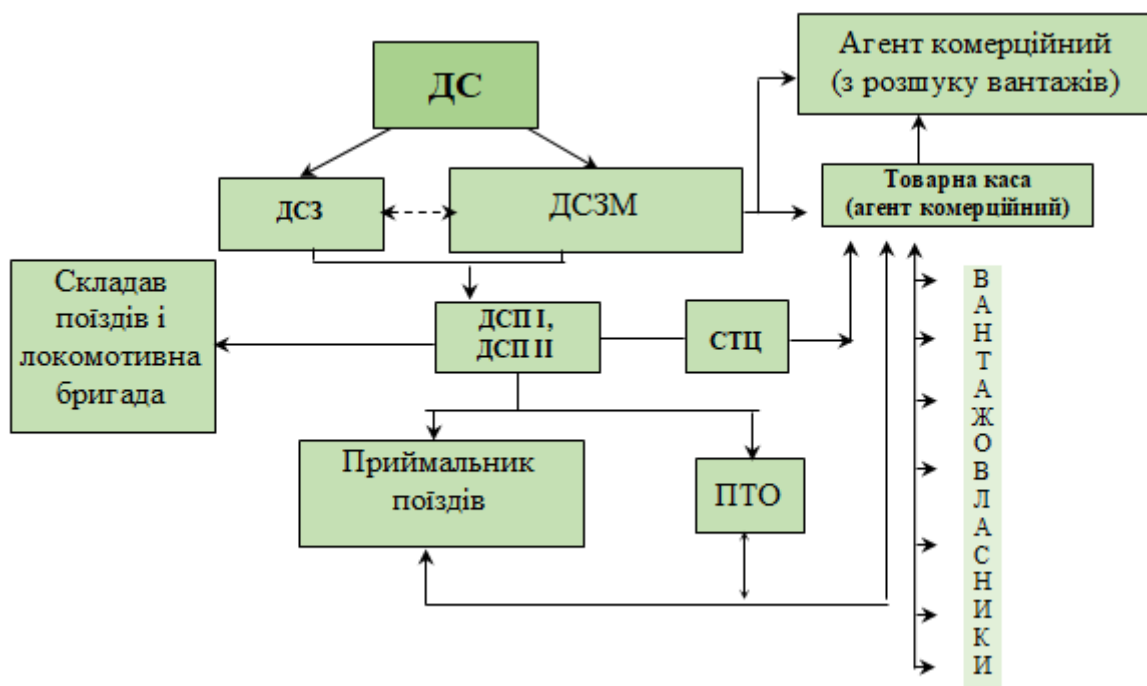 ДС
Агент комерційний
(з розшуку вантажів)
ДСЗ
ДСЗМ
Товарна каса
(агент комерційний)
Складав
поїздів і
локомотивна
бригада
ДСП І,
ДСП ІІ
СТЦ
Приймальник
поїздів
ПТО
В
А
Н
Т
А
Ж
О
В
Л
А
С
Н
И
К
И